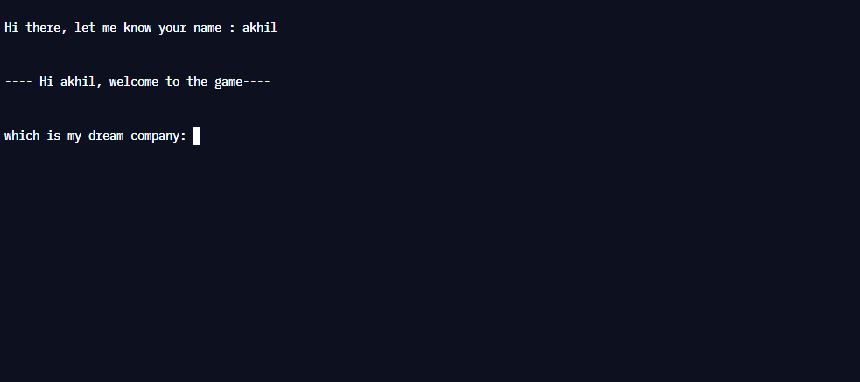 Hi there, let me know your name : akhil
---- Hi akhil, welcome to the game----
which is my dream company: